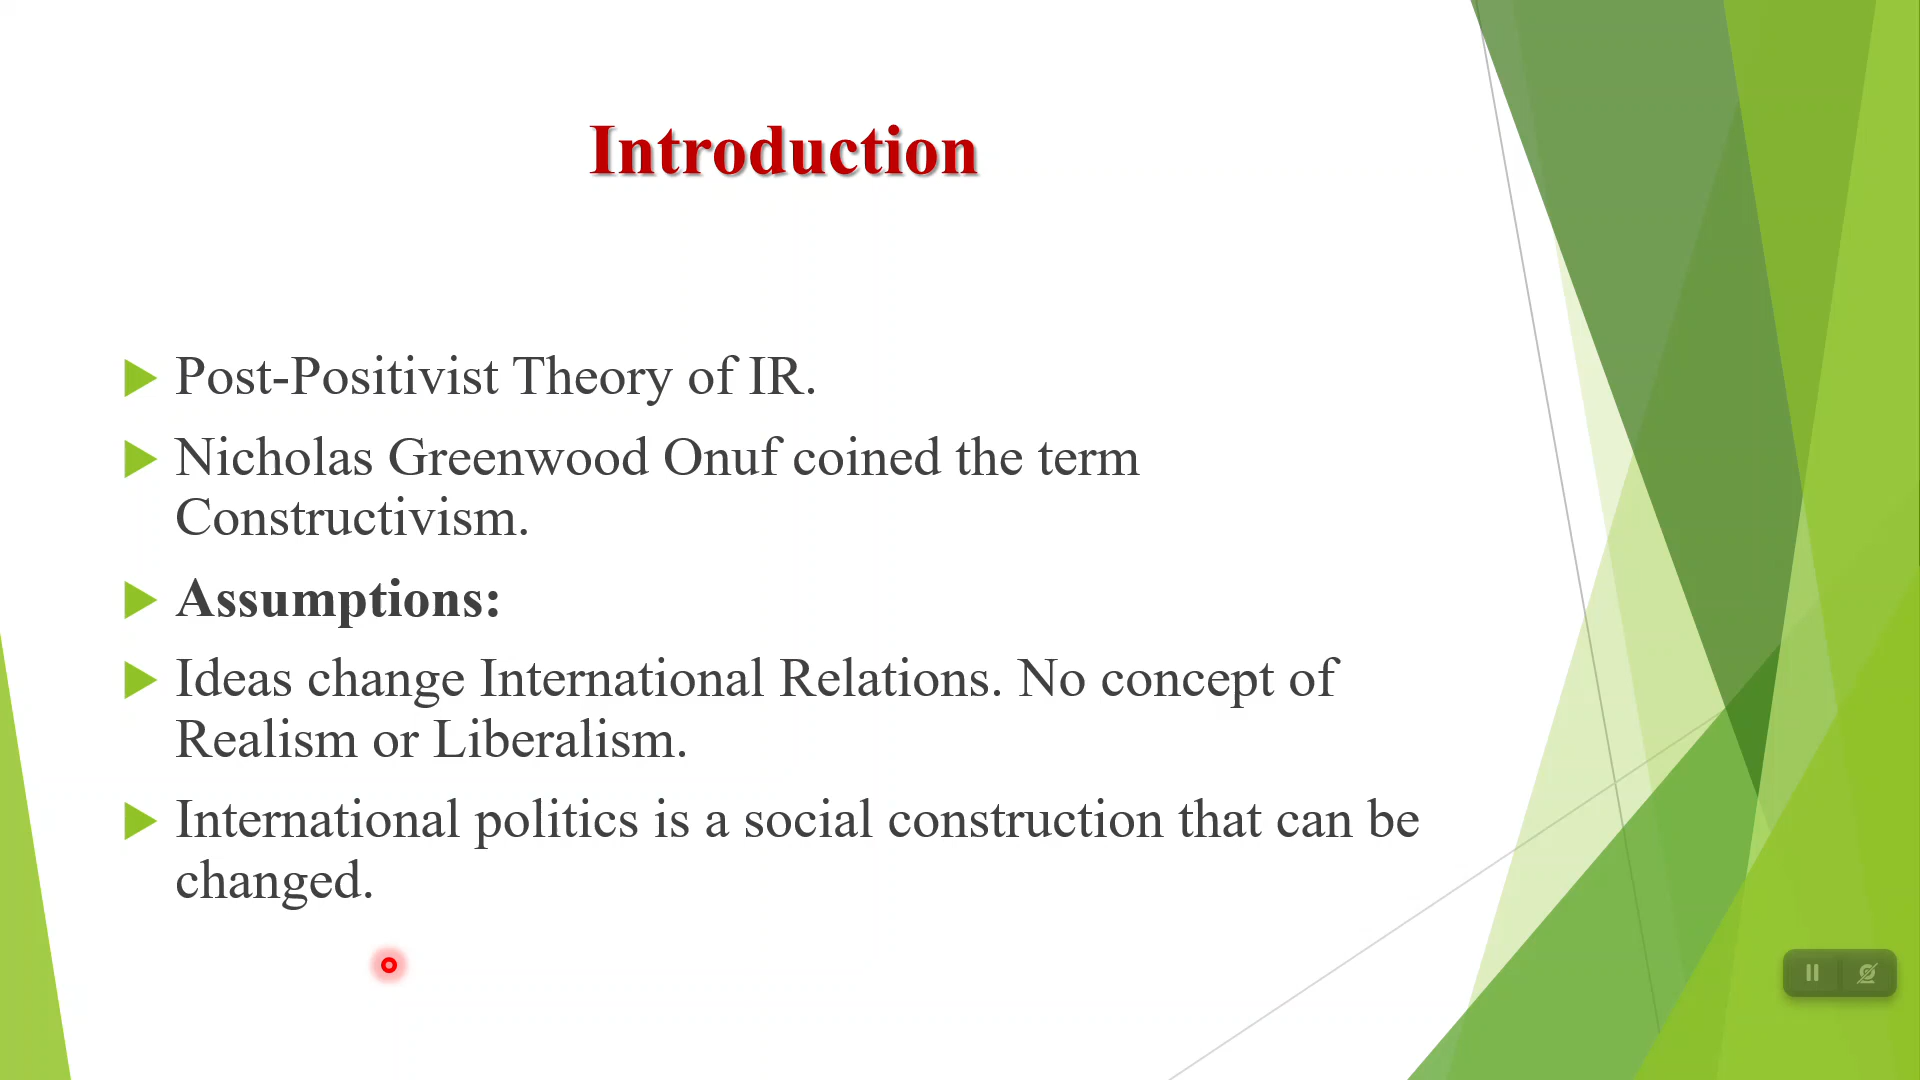 Introduction
Post-Positivist Theory of IR.
Nicholas Greenwood Onuf coined the term
Constructivism.
Assumptions:
Ideas change International Relations. No concept of
Realism or Liberalism.
International politics is a social construction that can be
changed.